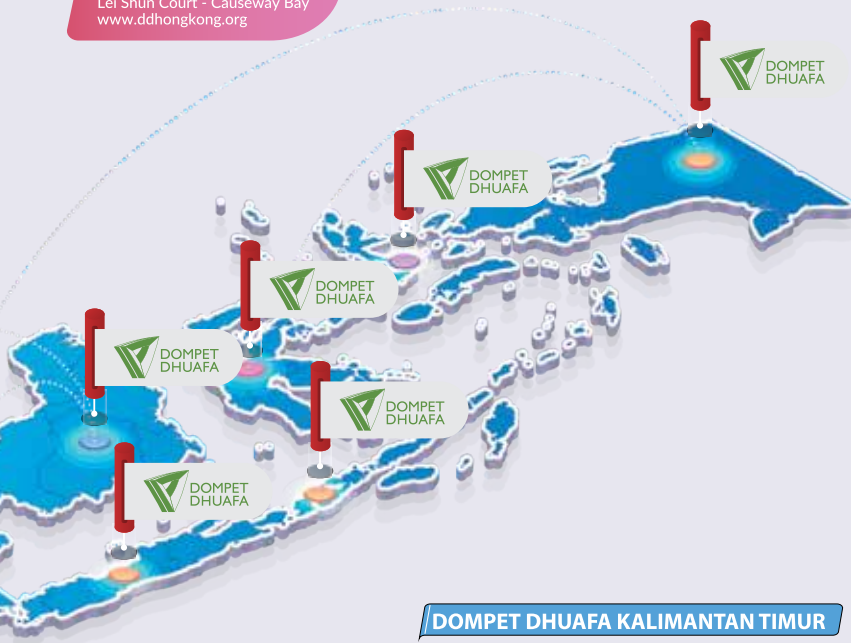 Lei Shun Court - Causeway Bay
www.ddhongkong.org
DOMPET
DHUAFA
DOMPET
DHUAFA
DOMPET
DHUAFA
DOMPET
DHUAFA
DOMPET
DHUAFA
DOMPET
DHUAFA
DOMPET DHUAFA KALIMANTAN TIMUR